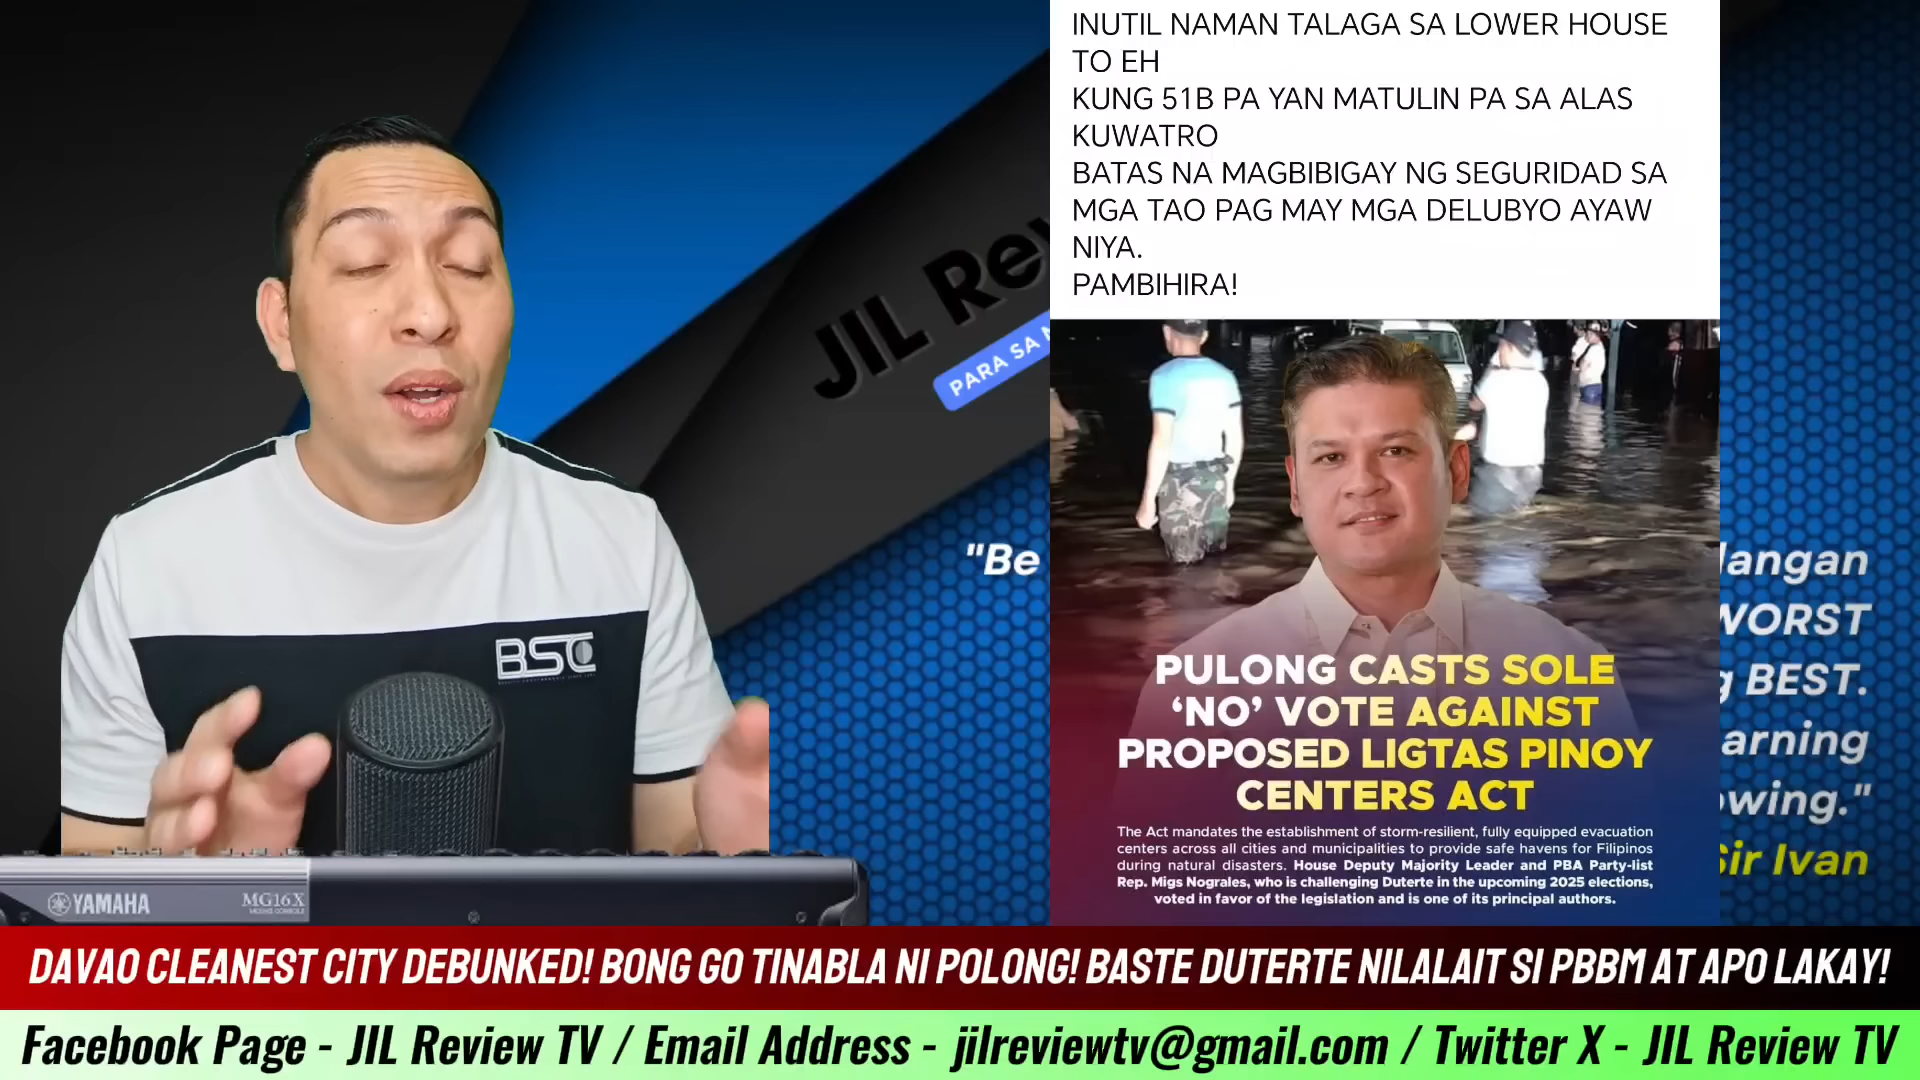 INUTIL NAMAN TALAGA SA LOWER HOUSE
TO EH
KUNG 51B PA YAN MATULIN PA SA ALAS
KUWATRO
BATAS NA MAGBIBIGAY NG SEGURIDAD SA
MGA TAO PAG MAY MGA DELUBYO AYAW
NIYA.
PAMBIHIRA!
JIL Rev
PARA SA
"Be
langan
WORST
g BEST.
arning
owing."
Sir Ivan
BSC
PULONG CASTS SOLE
‘NO’ VOTE AGAINST
PROPOSED LIGTAS PINOY
CENTERS ACT
The Act mandates the establishment of storm-resilient, fully equipped evacuation
centers across all cities and municipalities to provide safe havens for Filipinos
during natural disasters. House Deputy Majority Leader and PBA Party-list
Rep. Migs Nograles, who is challenging Duterte in the upcoming 2025 elections,
voted in favor of the legislation and is one of its principal authors.
YAMAHA
MG16X
MIXING CONSOLE
DAVAO CLEANEST CITY DEBUNKED! BONG GO TINABLA NI POLONG! BASTE DUTERTE NILALAIT SI PBBM AT APO LAKAY!
Facebook Page - JIL Review TV / Email Address - jilreviewtv@gmail.com / Twitter X - JIL Review TV